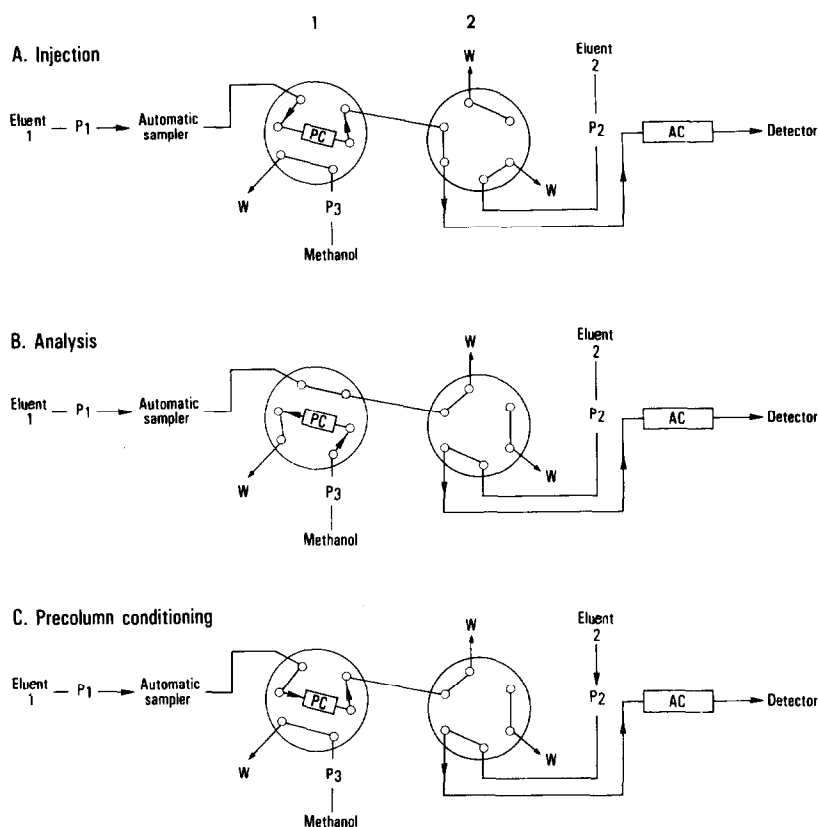 1 2
A. Injection
W
Eluent
2
Eluent
1
P1
Automatic
sampler
PC
P2
AC
Detector
W
P3
W
Methanol
B. Analysis
W
Eluent
2
Eluent
1
P1
Automatic
sampler
PC
P2
AC
Detector
W
P3
W
Methanol
C. Precolumn conditioning
W
Eluent
2
Eluent
1
P1
Automatic
sampler
PC
P2
AC
Detector
W
P3
W
Methanol